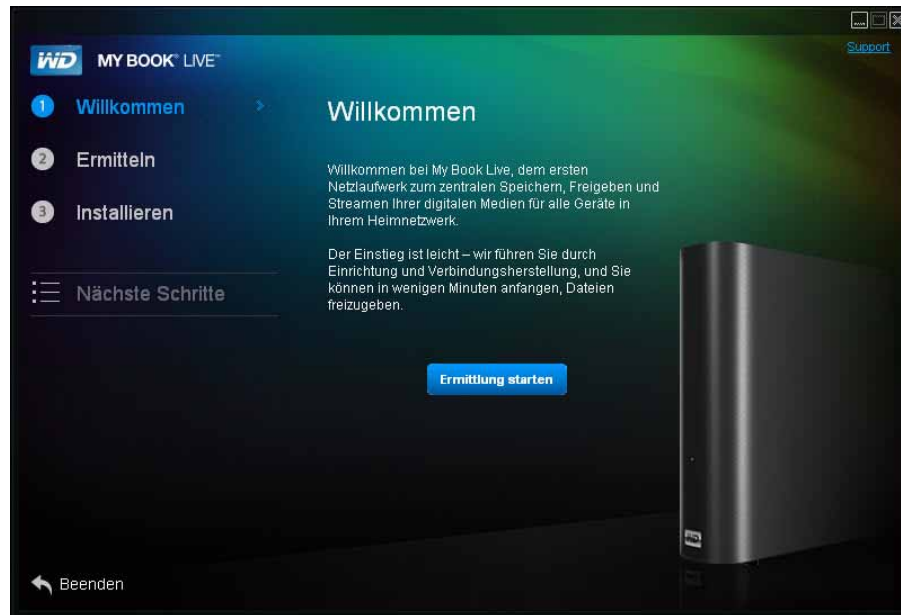 Support
WD MY BOOK® LIVE™
1 Willkommen
2 Ermitteln
3 Installieren
Nächste Schritte
Willkommen
Willkommen bei My Book Live, dem ersten
Netzlaufwerk zum zentralen Speichern, Freigeben und
Streamen Ihrer digitalen Medien für alle Geräte in
Ihrem Heimnetzwerk.
Der Einstieg ist leicht – wir führen Sie durch
Einrichtung und Verbindungsherstellung, und Sie
können in wenigen Minuten anfangen, Dateien
freizugeben.
Ermittlung starten
WD
Beenden